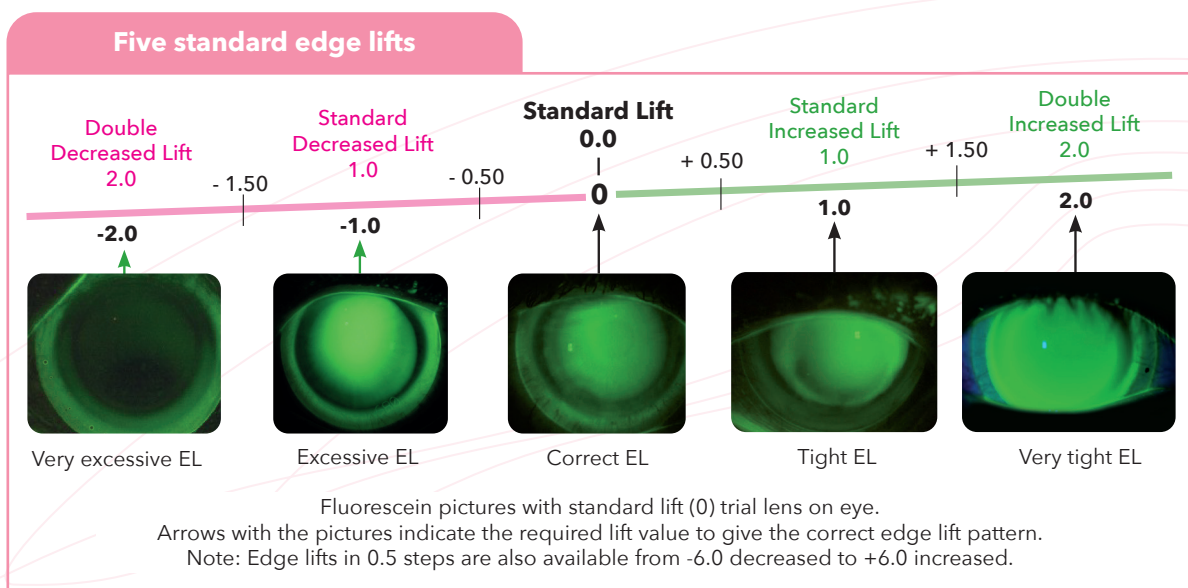 Five standard edge lifts
Double
Decreased Lift
2.0
- 1.50
Standard
Decreased Lift
1.0
- 0.50
Standard Lift
0.0
0
+ 0.50
Standard
Increased Lift
1.0
+ 1.50
Double
Increased Lift
2.0
-2.0
-1.0
1.0
2.0
Very excessive EL
Excessive EL
Correct EL
Tight EL
Very tight EL
Fluorescein pictures with standard lift (0) trial lens on eye.
Arrows with the pictures indicate the required lift value to give the correct edge lift pattern.
Note: Edge lifts in 0.5 steps are also available from -6.0 decreased to +6.0 increased.